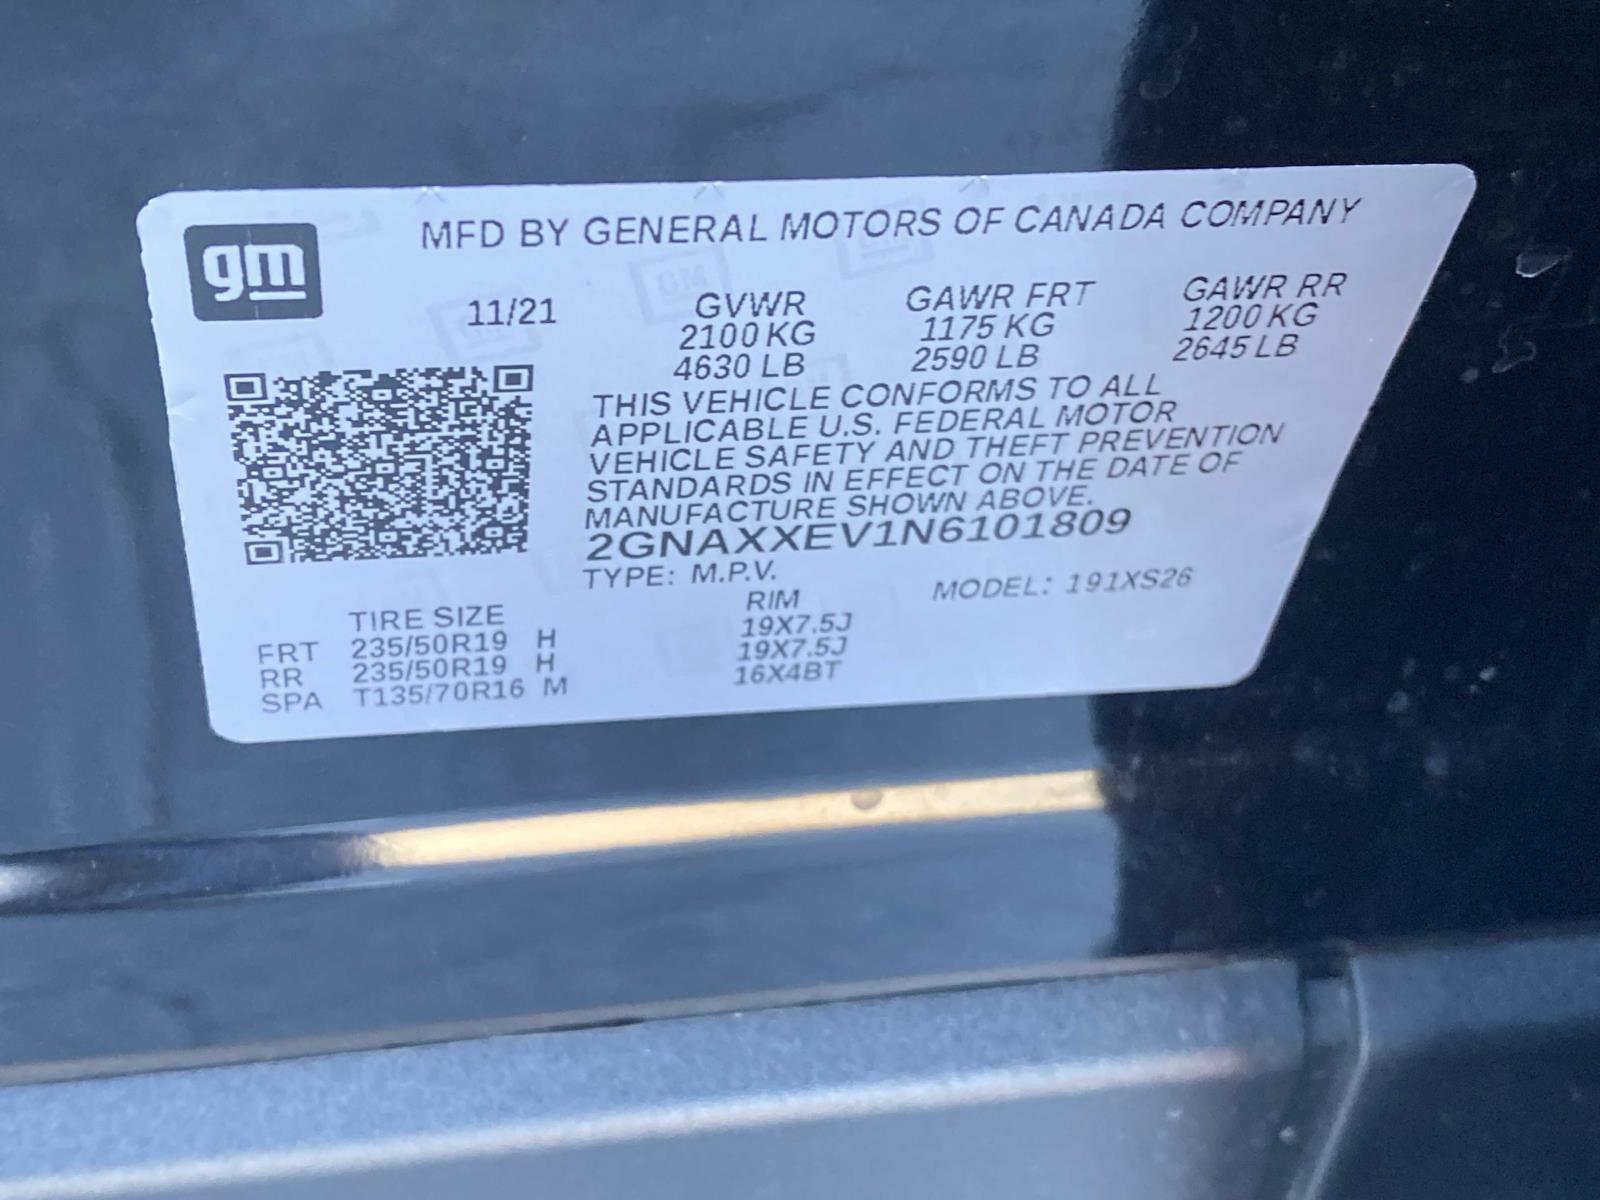 gm
MFD BY GENERAL MOTORS OF CANADA COMPANY
11/21 GVWR GAWR FRT GAWR RR
2100 KG 1175 KG 1200 KG
4630 LB 2590 LB 2645 LB
THIS VEHICLE CONFORMS TO ALL
APPLICABLE U.S. FEDERAL MOTOR
VEHICLE SAFETY AND THEFT PREVENTION
STANDARDS IN EFFECT ON THE DATE OF
MANUFACTURE SHOWN ABOVE.
2GNAXXEV1N6101809
TYPE: M.P.V. MODEL: 191XS26
TIRE SIZE RIM
FRT 235/50R19 H 19X7.5J
RR 235/50R19 H 19X7.5J
SPA T135/70R16 M 16X4BT